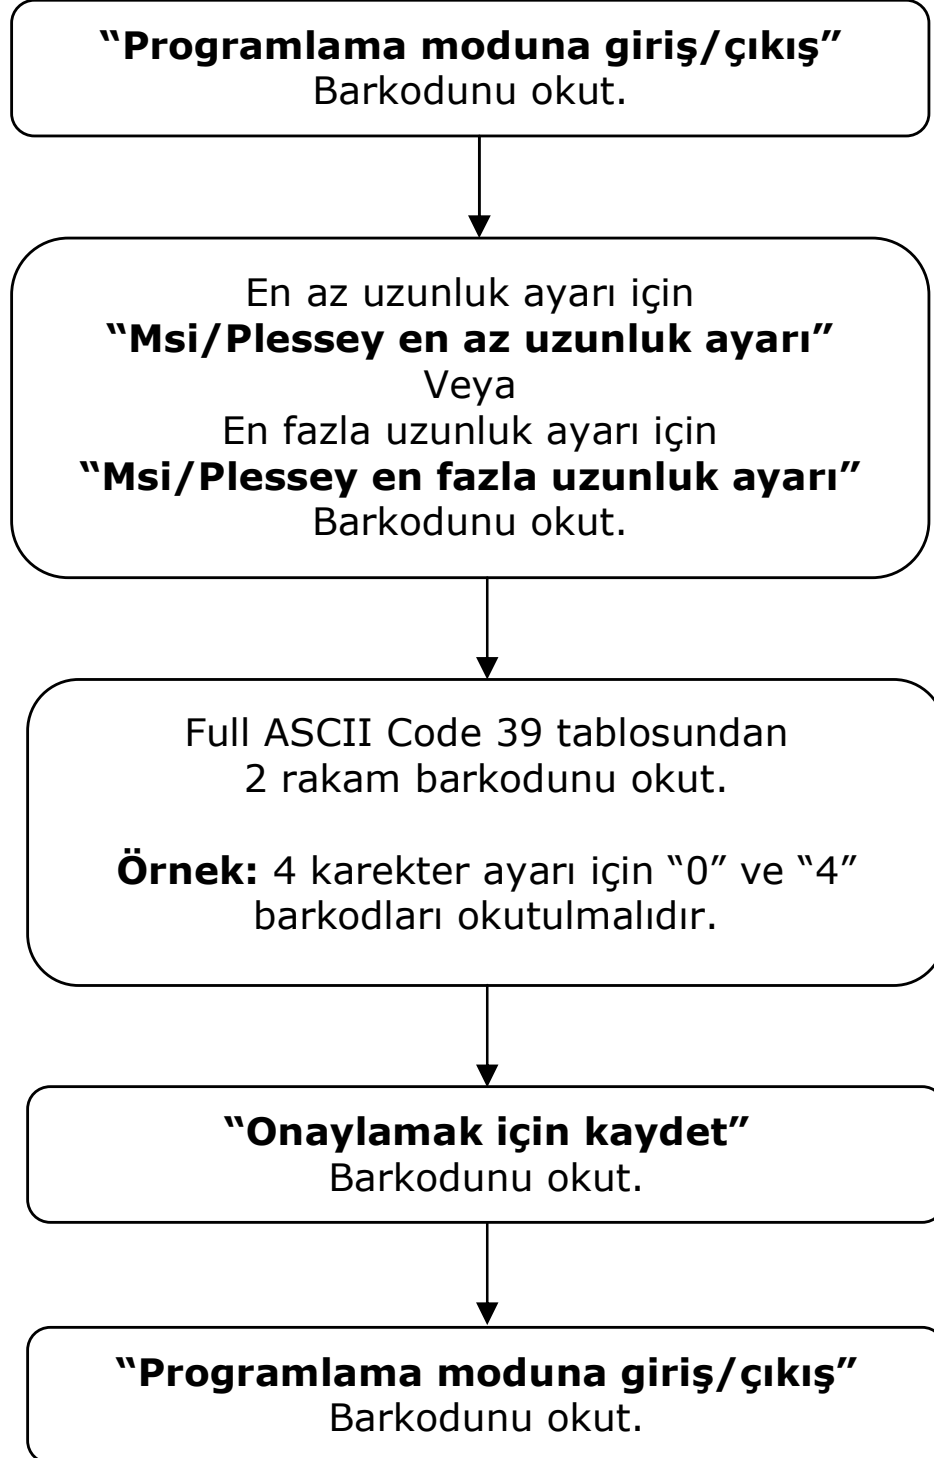 “Programlama moduna giriş/çıkış”
Barkodunu okut.
En az uzunluk ayarı için
“Msi/Plessey en az uzunluk ayarı”
Veya
En fazla uzunluk ayarı için
“Msi/Plessey en fazla uzunluk ayarı”
Barkodunu okut.
Full ASCII Code 39 tablosundan
2 rakam barkodunu okut.
Örnek: 4 karekter ayarı için “0” ve “4”
barkodları okutulmalıdır.
“Onaylamak için kaydet”
Barkodunu okut.
“Programlama moduna giriş/çıkış”
Barkodunu okut.